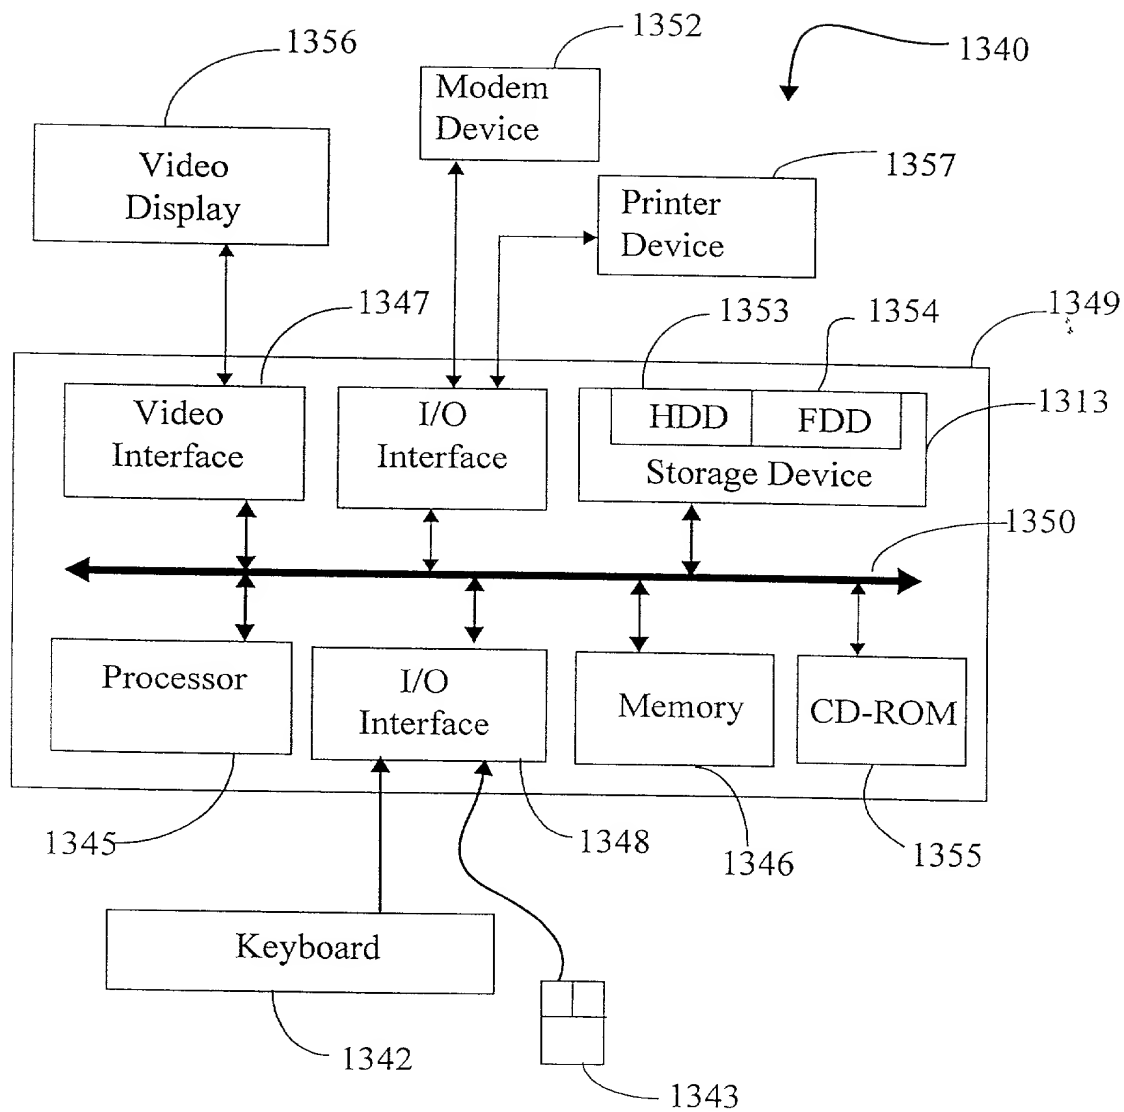 1356
1352
1340
Modem
Device
Video
Display
1357
Printer
Device
1347
1353
1354
1349
Video
Interface
I/O
Interface
HDD
FDD
Storage Device
1313
1350
Processor
I/O
Interface
Memory
CD-ROM
1345
1348
1346
1355
Keyboard
1342
1343